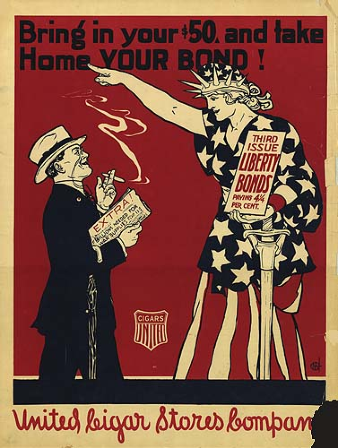 Bring in your $50. and take
Home YOUR BOND !
THIRD
ISSUE
LIBERTY
BONDS
PAYING 4¼
PER CENT.
EXTRA!
CIGARS
UNITED
United Cigar Stores Compan